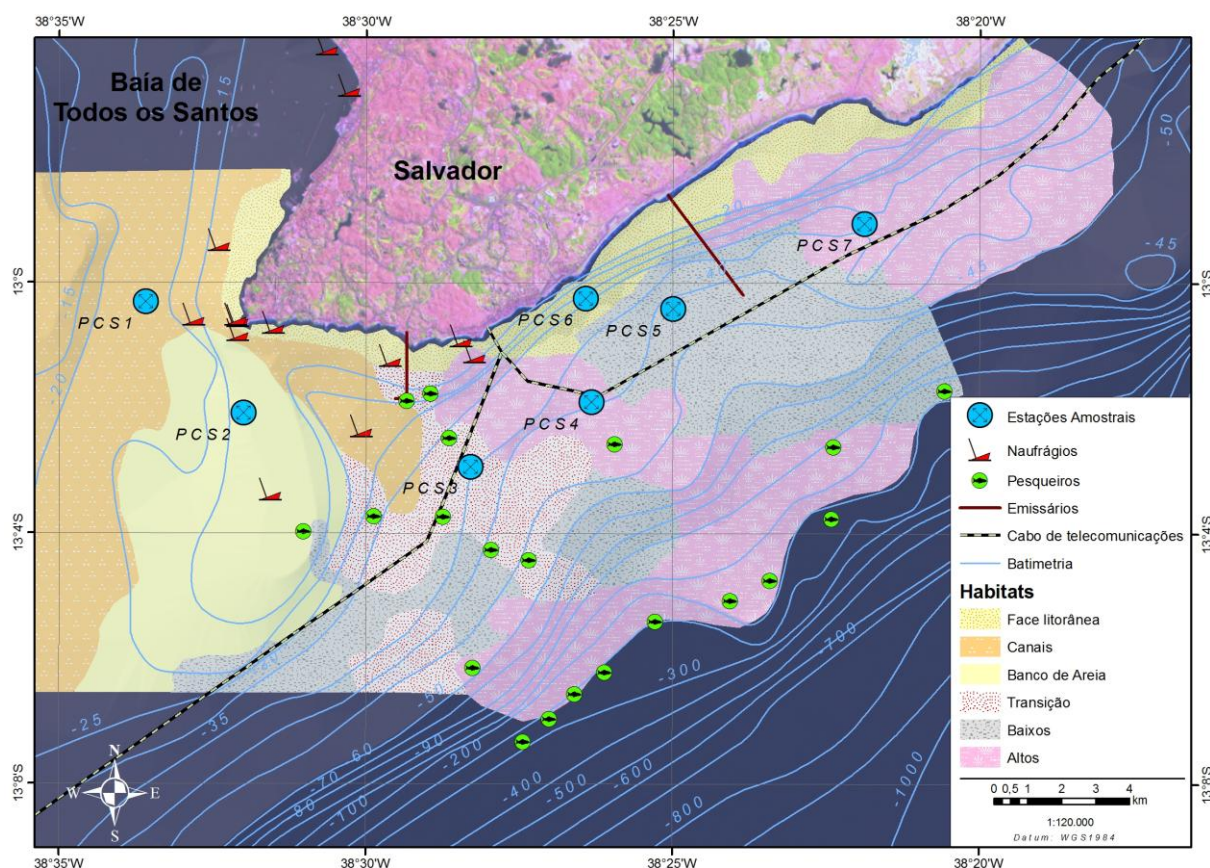 38°35'W 38°30'W 38°25'W 38°20'W
Baía de
Todos os Santos
Salvador
-15
-50
-20
-45
45
PCS7
13°S
13°S
-15
PCS1
PCS6
PCS5
-20
PCS2
PCS4
PCS3
13°4'S
13°4'S
Estações Amostrais
Naufrágios
Pesqueiros
Emissários
Cabo de telecomunicações
Batimetria
Habitats
Face litorânea
Canais
Banco de Areia
Transição
Baixos
Altos
0 0,5 1 2 3 4
km
1:120.000
Datum: WGS1984
-700
-300
-50
-25
-35
-60
-70
-90
-200
80
-100
-400
-500
-600
-800
-1000
N
W E
S
13°8'S
13°8'S
38°35'W 38°30'W 38°25'W 38°20'W